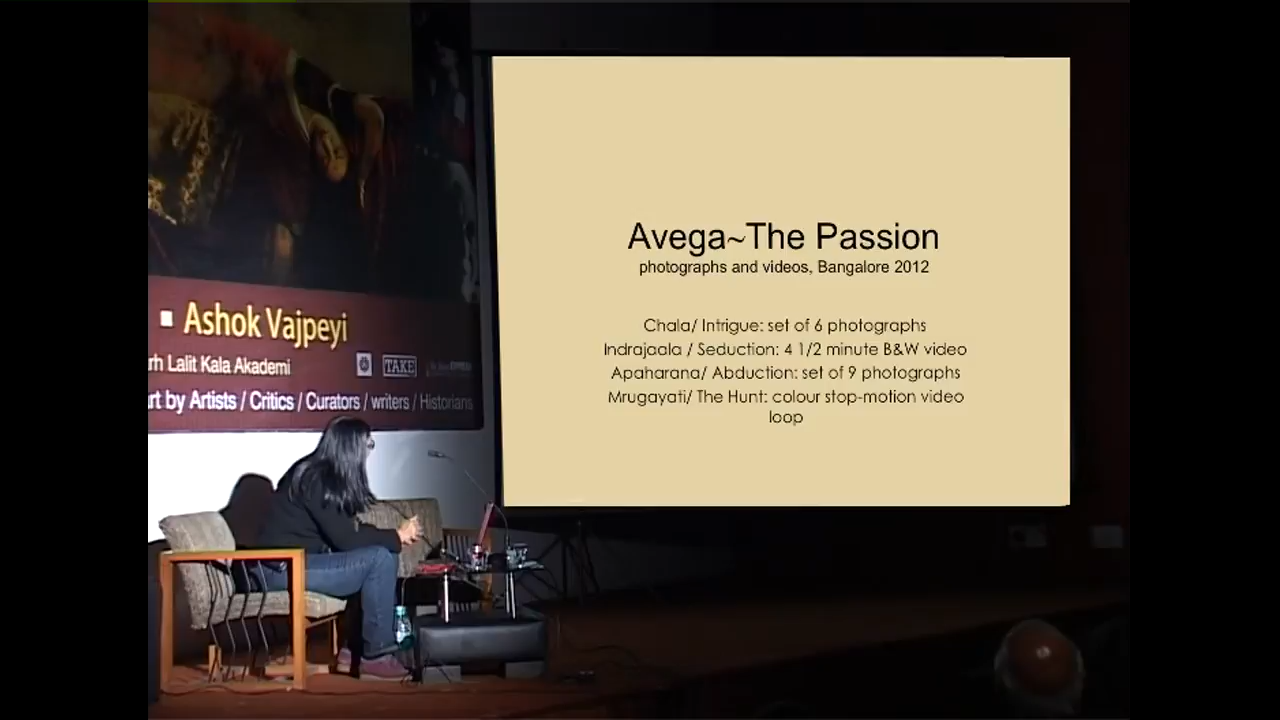 Ashok Vajpeyi
rh Lalit Kala Akademi
TAKE
rt by Artists / Critics / Curators / writers / Historians
Avega~The Passion
photographs and videos, Bangalore 2012
Chala/ Intrigue: set of 6 photographs
Indrajaala / Seduction: 4 1/2 minute B&W video
Apaharana/ Abduction: set of 9 photographs
Mrugayati/ The Hunt: colour stop-motion video
loop